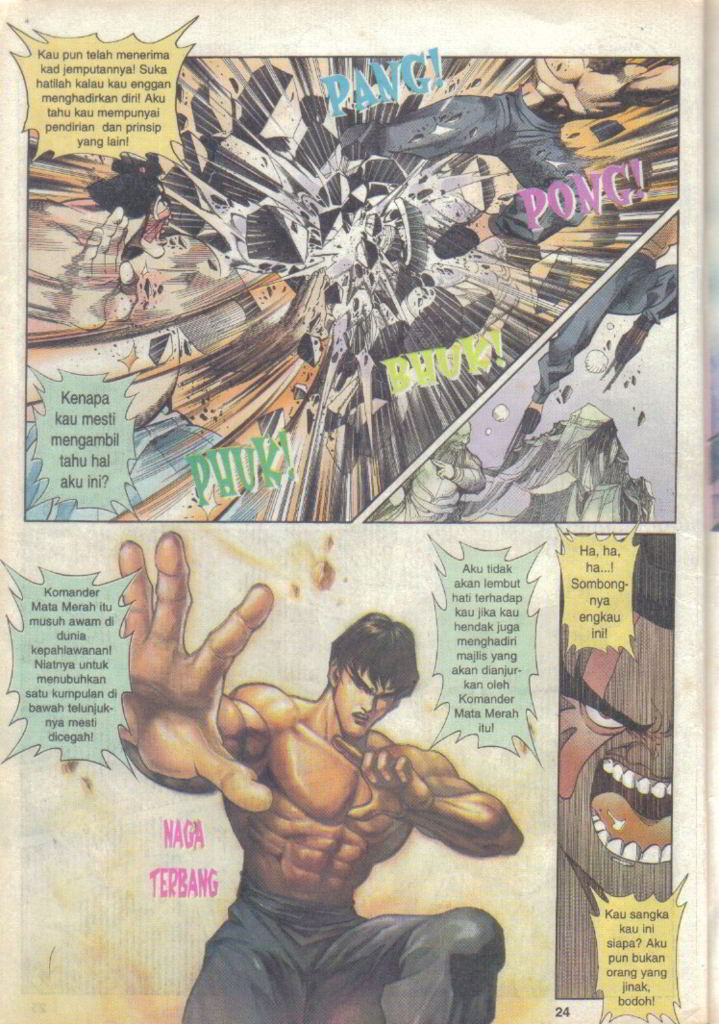 Kau pun telah menerima
kad jemputannya! Suka
hatilah kalau kau enggan
menghadirkan diri! Aku
tahu kau mempunyai
pendirian dan prinsip
yang lain!
PANG!
PONG!
BHUK!
PHUK!
Kenapa
kau mesti
mengambil
tahu hal
aku ini?
Komander
Mata Merah itu
musuh awam di
dunia
kepahlawanan!
Niatnya untuk
menubuhkan
satu kumpulan di
bawah telunjuk-
nya mesti
dicegah!
Aku tidak
akan lembut
hati terhadap
kau jika kau
hendak juga
menghadiri
majlis yang
akan dianjur-
kan oleh
Komander
Mata Merah
itu!
NAGA
TERBANG
Ha, ha,
ha...!
Sombong-
nya
engkau
ini!
Kau sangka
kau ini
siapa? Aku
pun bukan
orang yang
jinak,
bodoh!
24